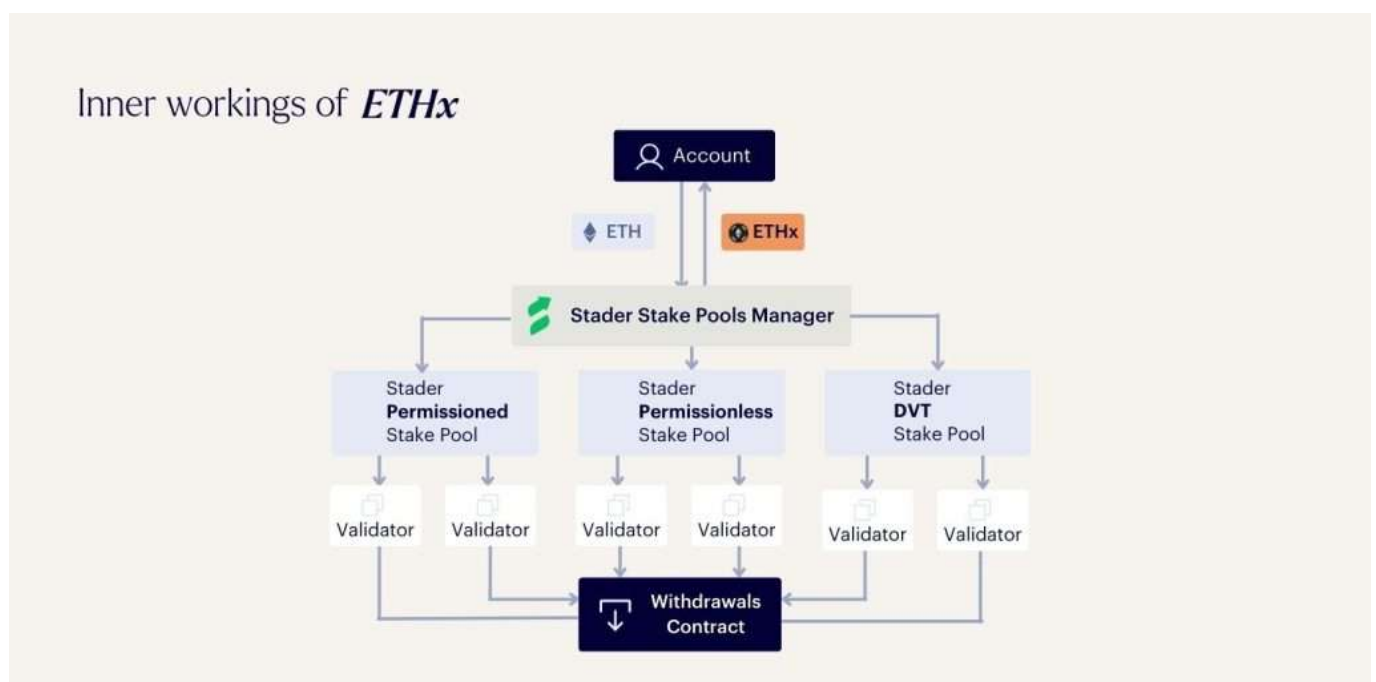 Inner workings of ETHx
Account
ETH
ETHx
Stader Stake Pools Manager
Stader
Permissioned
Stake Pool
Stader
Permissionless
Stake Pool
Stader
DVT
Stake Pool
Validator
Validator
Validator
Validator
Validator
Validator
Withdrawals
Contract